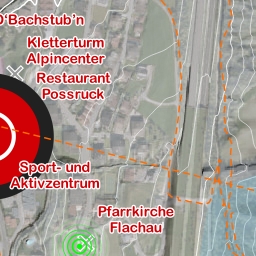 O'Bachstub'n
Kletterturm
Alpincenter
Restaurant
Possruck
Sport- und
Aktivzentrum
Pfarrkirche
Flachau